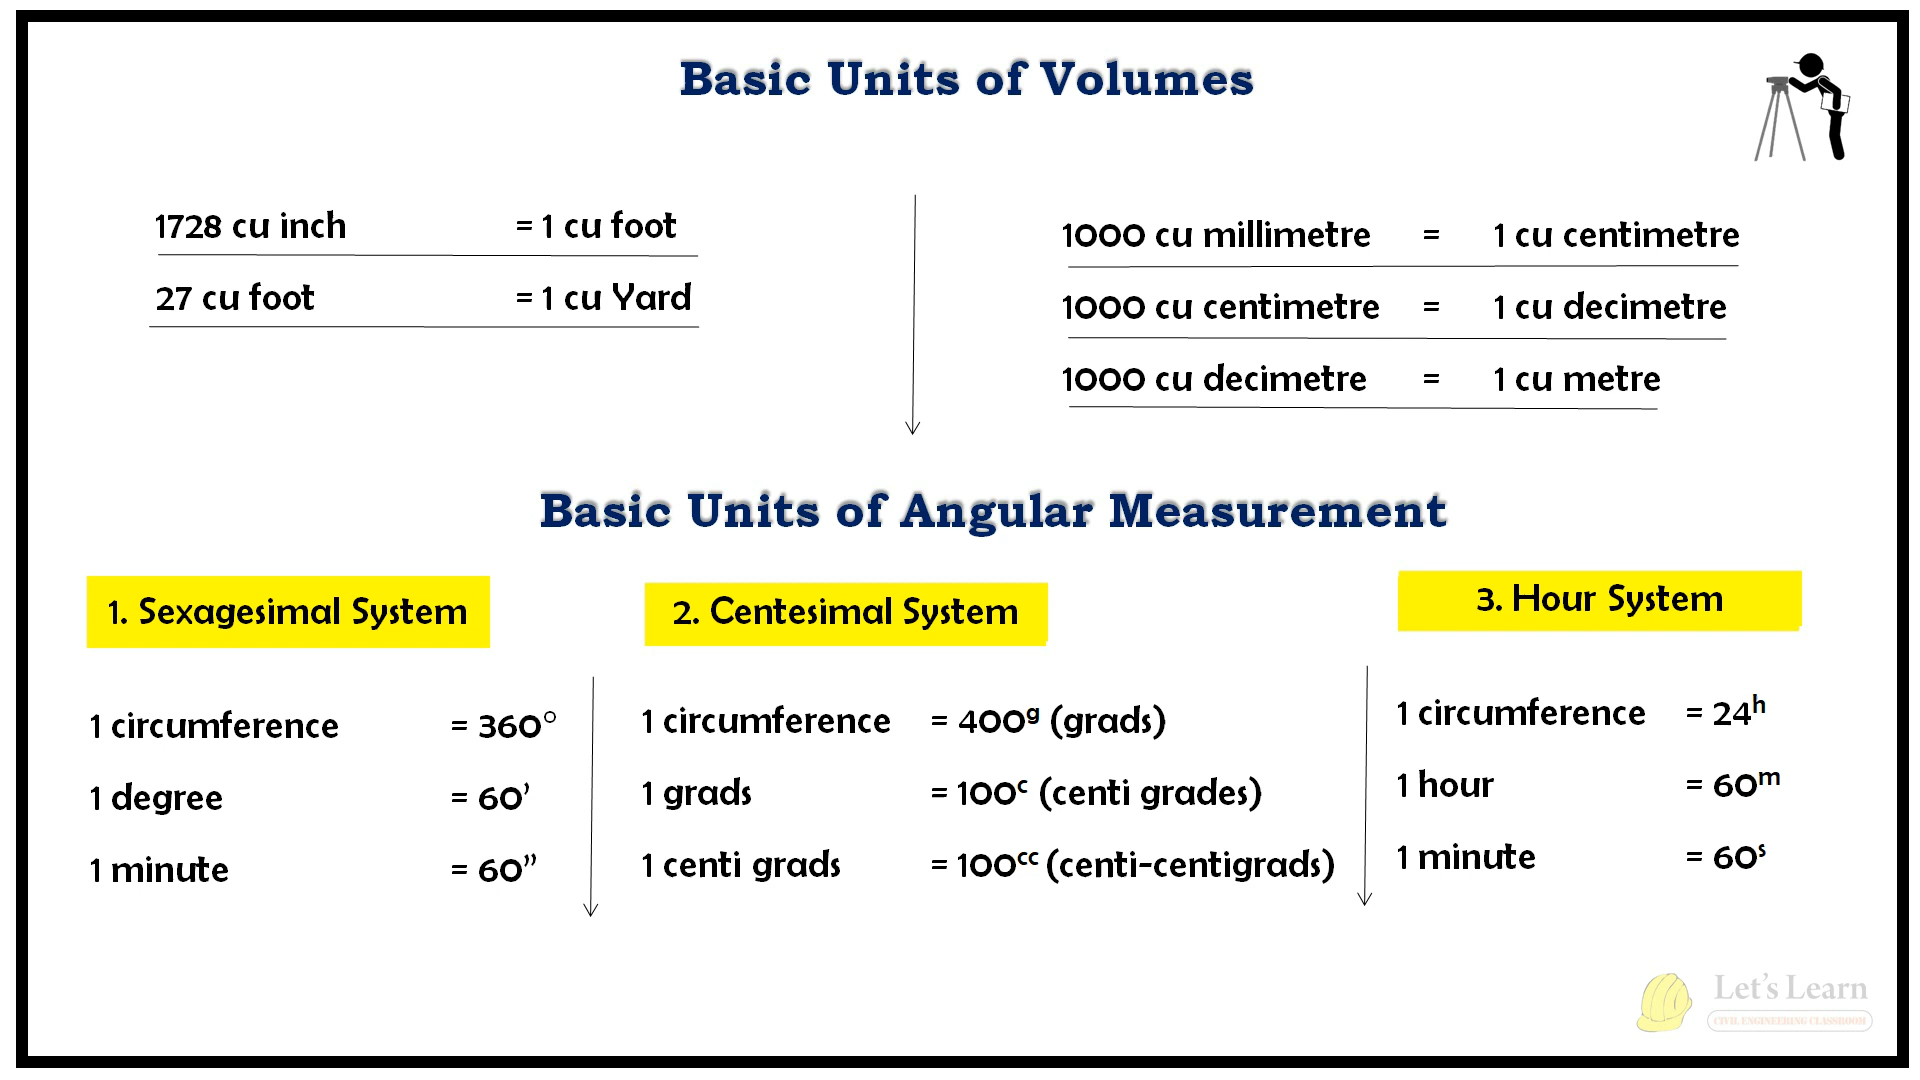 Basic Units of Volumes
1728 cu inch = 1 cu foot
27 cu foot = 1 cu Yard
1000 cu millimetre = 1 cu centimetre
1000 cu centimetre = 1 cu decimetre
1000 cu decimetre = 1 cu metre
Basic Units of Angular Measurement
1. Sexagesimal System
1 circumference = 360°
1 degree = 60’
1 minute = 60”
2. Centesimal System
1 circumference = 400ᵍ (grads)
1 grads = 100ᶜ (centi grades)
1 centi grads = 100ᶜᶜ (centi-centigrads)
3. Hour System
1 circumference = 24ʰ
1 hour = 60ᵐ
1 minute = 60ˢ
Let’s Learn
CIVIL ENGINEERING CLASSROOM